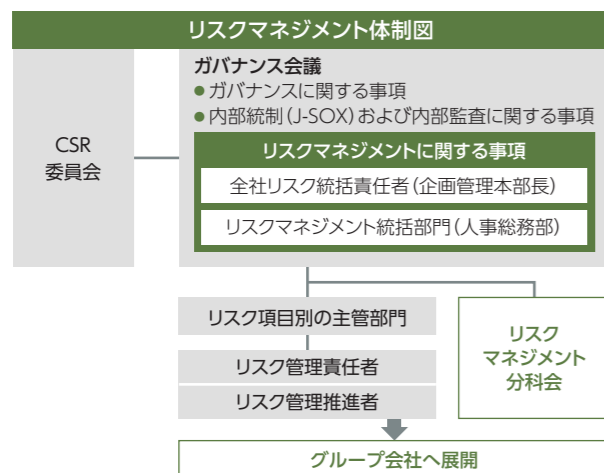 リスクマネジメント体制図
CSR
委員会
ガバナンス会議
●ガバナンスに関する事項
●内部統制(J-SOX)および内部監査に関する事項
リスクマネジメントに関する事項
全社リスク統括責任者(企画管理本部長)
リスクマネジメント統括部門(人事総務部)
リスク項目別の主管部門
リスク管理責任者
リスク管理推進者
リスク
マネジメント
分科会
グループ会社へ展開